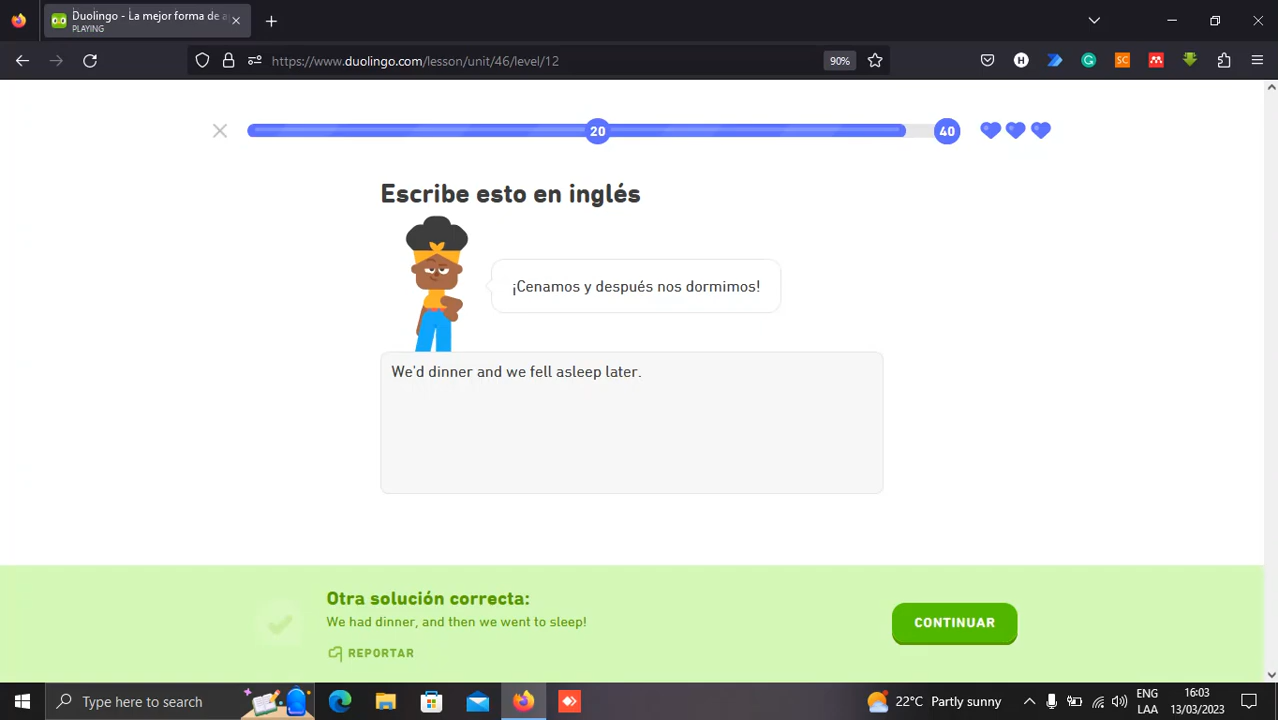 Duolingo - La mejor forma de a
PLAYING
https://www.duolingo.com/lesson/unit/46/level/12
90%
H
SC
20
40
Escribe esto en inglés
¡Cenamos y después nos dormimos!
We'd dinner and we fell asleep later.
Otra solución correcta:
We had dinner, and then we went to sleep!
REPORTAR
CONTINUAR
Type here to search
22°C Partly sunny
ENG
LAA
16:03
13/03/2023